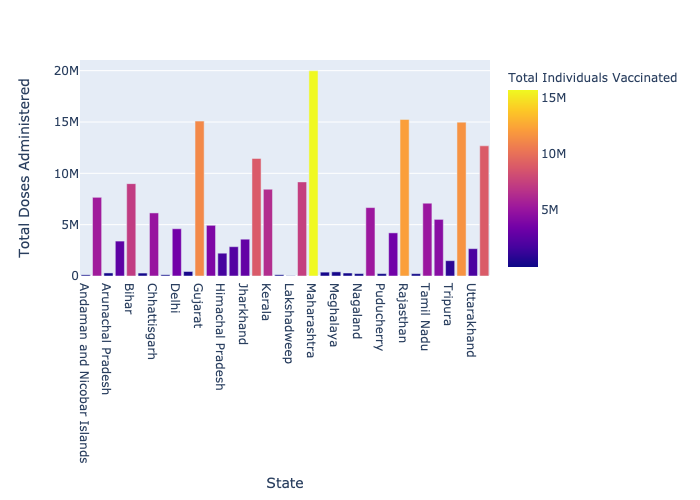 Total Individuals Vaccinated
20M
15M
10M
5M
0
15M
10M
5M
Total Doses Administered
Andaman and Nicobar Islands
Arunachal Pradesh
Bihar
Chhattisgarh
Delhi
Gujarat
Himachal Pradesh
Jharkhand
Kerala
Lakshadweep
Maharashtra
Meghalaya
Nagaland
Puducherry
Rajasthan
Tamil Nadu
Tripura
Uttarakhand
State